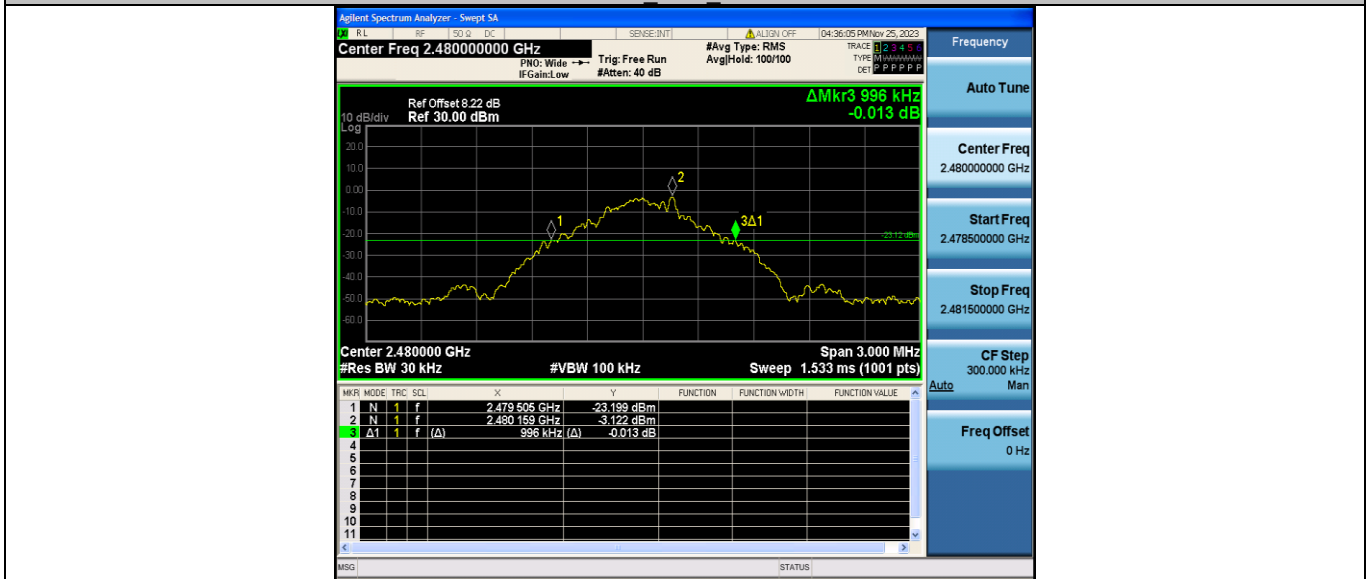 Agilent Spectrum Analyzer - Swept SA
LXI RL RF 50 Ω DC SENSE:INT ALIGN OFF 04:36:05 PM Nov 25, 2023
Center Freq 2.480000000 GHz
PNO: Wide
IFGain:Low
Trig: Free Run
#Atten: 40 dB
#Avg Type: RMS
Avg|Hold: 100/100
TRACE 1 2 3 4 5 6
TYPE M WWWWW
DET P P P P P P
Frequency
Auto Tune
Center Freq
2.480000000 GHz
Start Freq
2.478500000 GHz
Stop Freq
2.481500000 GHz
CF Step
300.000 kHz
Auto Man
Freq Offset
0 Hz
Ref Offset 8.22 dB
10 dB/div Ref 30.00 dBm
Log
ΔMkr3 996 kHz
-0.013 dB
20.0
10.0
0.00
-10.0
-20.0
-30.0
-40.0
-50.0
-60.0
1
2
3Δ1
-23.12 dBm
Center 2.480000 GHz Span 3.000 MHz
#Res BW 30 kHz #VBW 100 kHz Sweep 1.533 ms (1001 pts)
MKR MODE TRC SCL X Y FUNCTION FUNCTION WIDTH FUNCTION VALUE
1 N 1 f 2.479 505 GHz -23.199 dBm
2 N 1 f 2.480 159 GHz -3.122 dBm
3 Δ1 1 f (Δ) 996 kHz (Δ) -0.013 dB
4
5
6
7
8
9
10
11
MSG STATUS